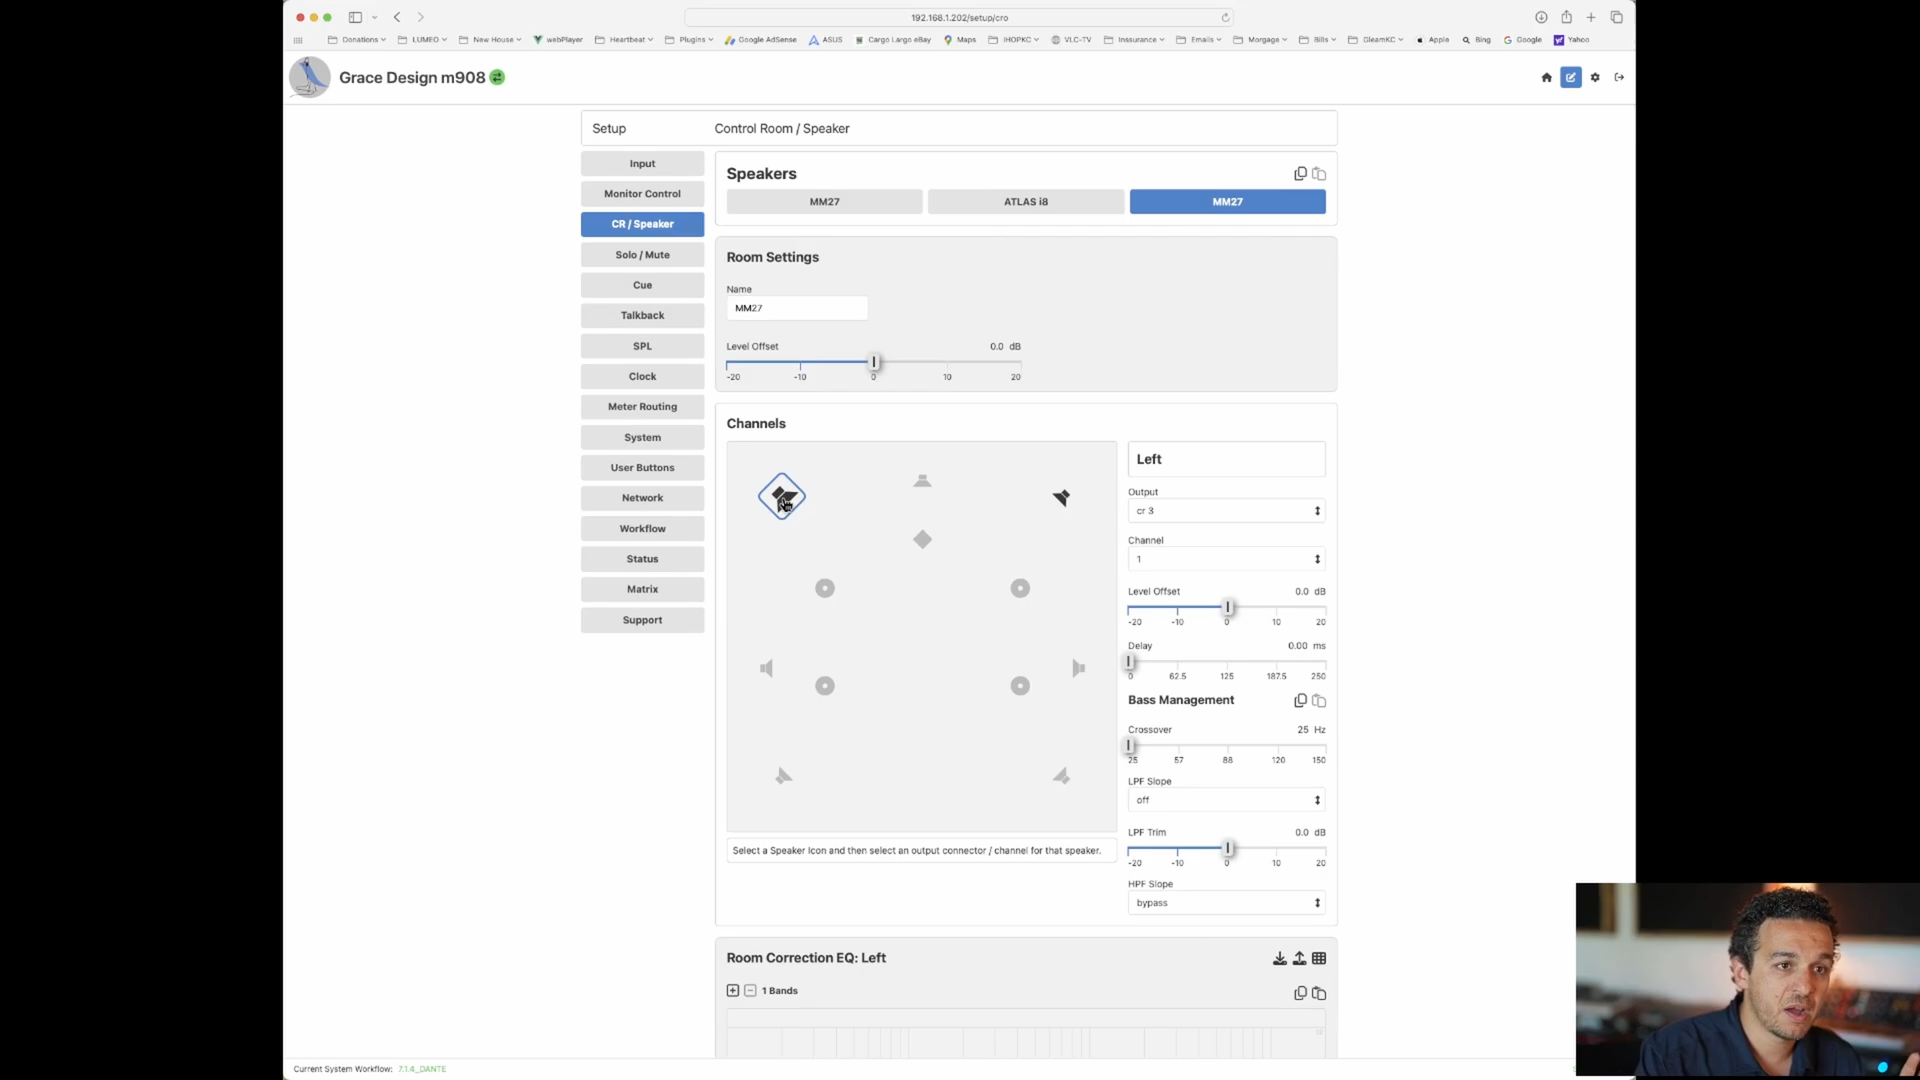 192.168.1.202/setup/cro
Donations LUMEO New House webPlayer Heartbeat Plugins Google AdSense ASUS Cargo Largo eBay Maps IHOPKC VLC-TV Inssurance Emails Morgage Bills GleamKC Apple Bing Google Yahoo
Grace Design m908
Setup
Control Room / Speaker
Input
Monitor Control
CR / Speaker
Solo / Mute
Cue
Talkback
SPL
Clock
Meter Routing
System
User Buttons
Network
Workflow
Status
Matrix
Support
Speakers
MM27 ATLAS i8 MM27
Room Settings
Name
MM27
Level Offset 0.0 dB
-20 -10 0 10 20
Channels
Select a Speaker Icon and then select an output connector / channel for that speaker.
Left
Output
cr 3
Channel
1
Level Offset 0.0 dB
-20 -10 0 10 20
Delay 0.00 ms
0 62.5 125 187.5 250
Bass Management
Crossover 25 Hz
25 57 88 120 150
LPF Slope
off
LPF Trim 0.0 dB
-20 -10 0 10 20
HPF Slope
bypass
Room Correction EQ: Left
1 Bands
Current System Workflow: 7.1.4_DANTE